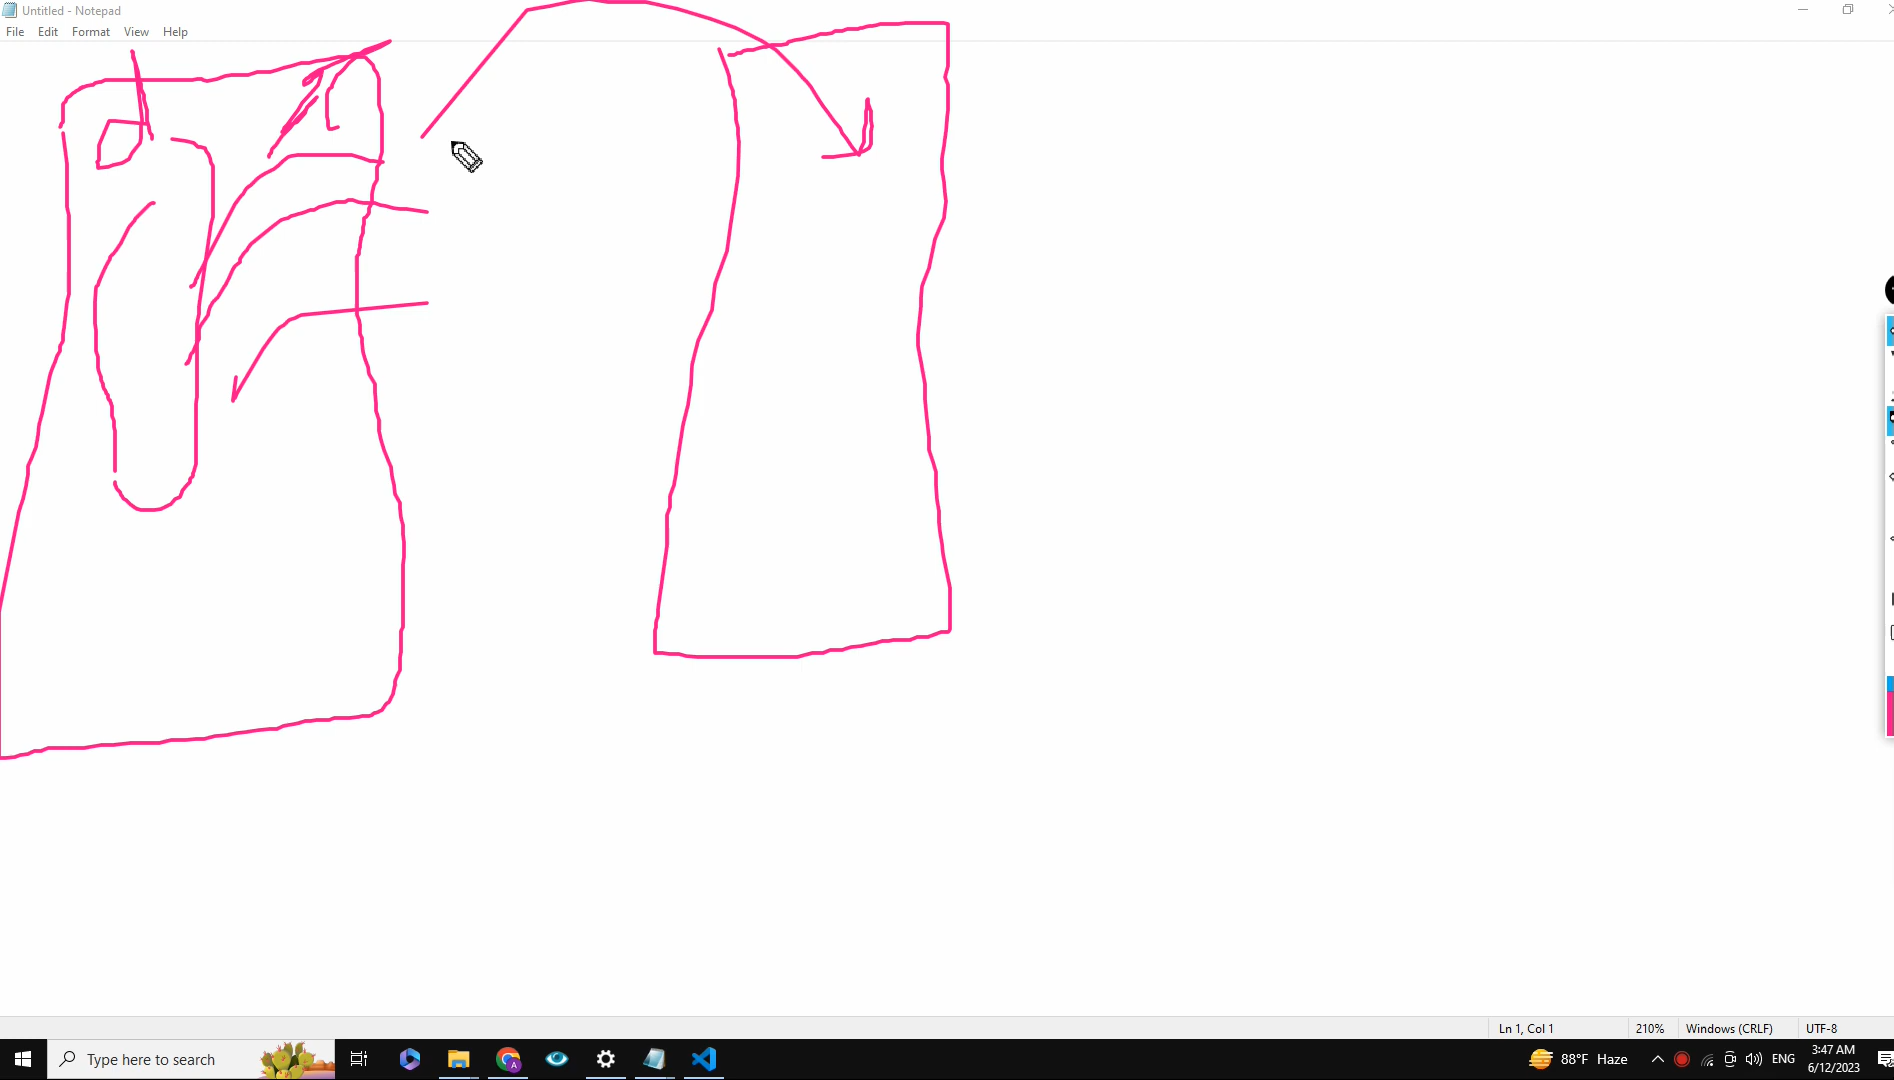 Untitled - Notepad
File Edit Format View Help
Ln 1, Col 1 210% Windows (CRLF) UTF-8
Type here to search
88°F Haze
ENG
3:47 AM
6/12/2023